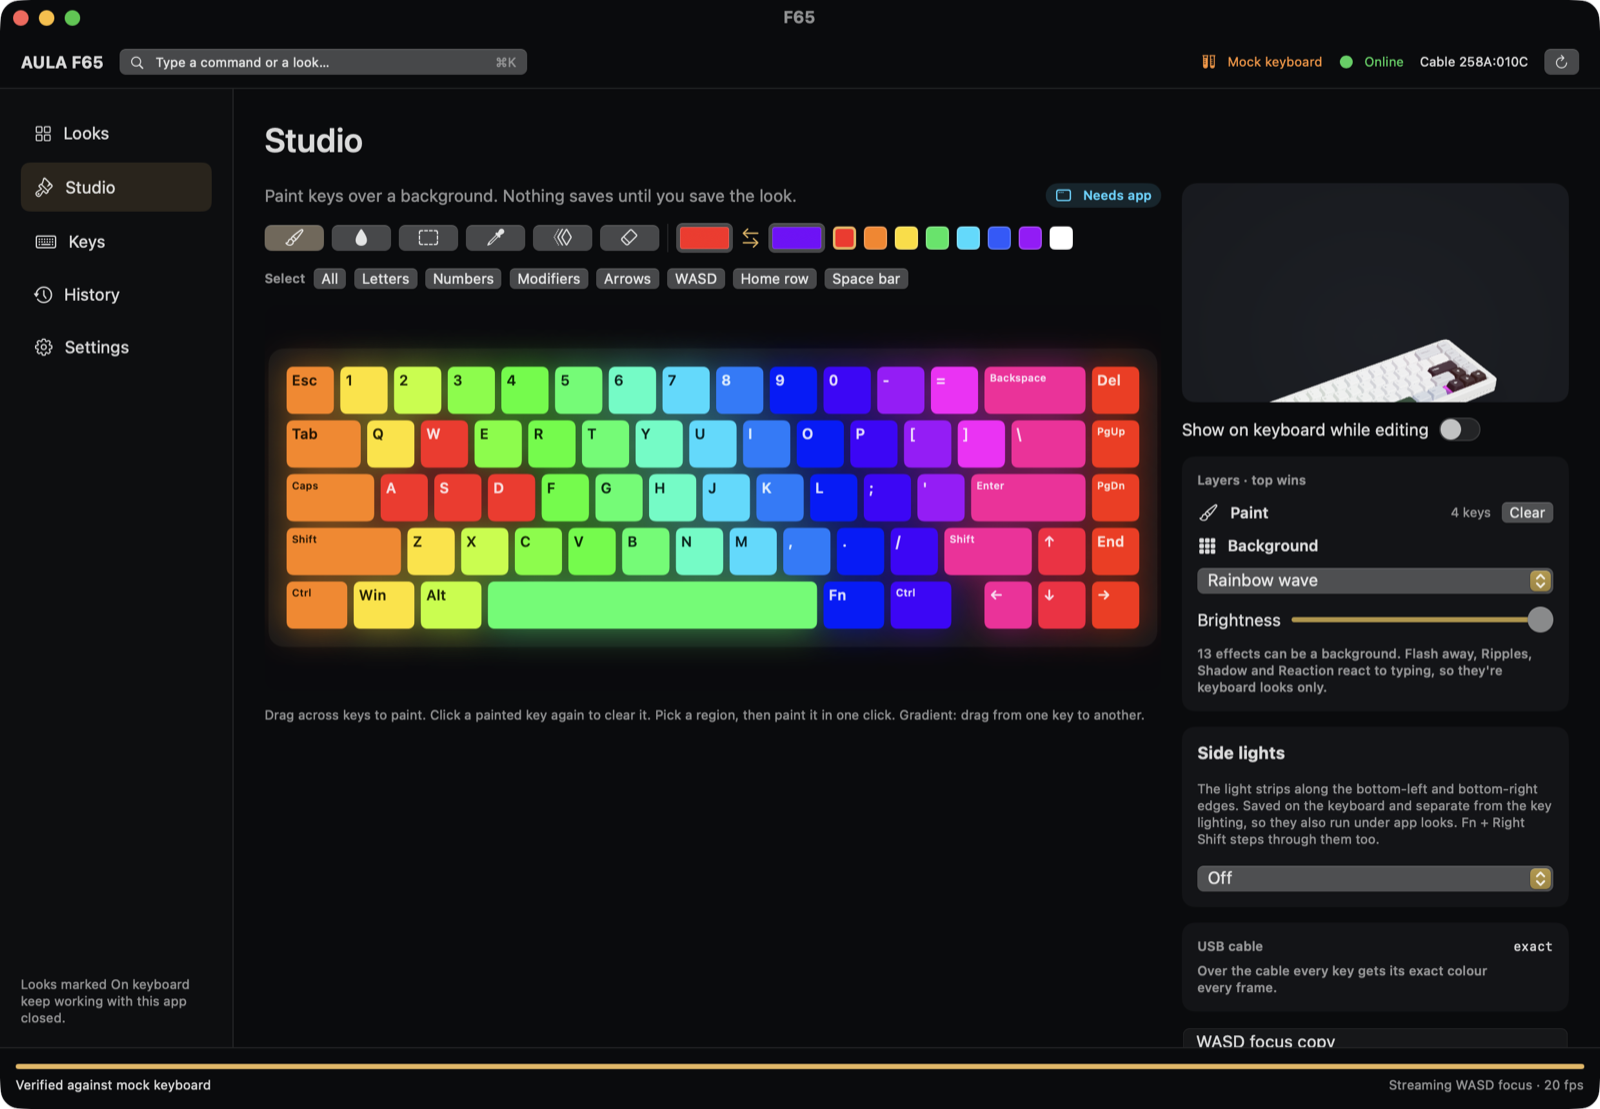 F65
AULA F65
Type a command or a look...
⌘K
Mock keyboard
Online
Cable 258A:010C
Looks
Studio
Keys
History
Settings
Looks marked On keyboard
keep working with this app
closed.
Studio
Paint keys over a background. Nothing saves until you save the look.
Needs app
Select All Letters Numbers Modifiers Arrows WASD Home row Space bar
Esc 1 2 3 4 5 6 7 8 9 0 - = Backspace Del
Tab Q W E R T Y U I O P [ ] \ PgUp
Caps A S D F G H J K L ; ' Enter PgDn
Shift Z X C V B N M , . / Shift ↑ End
Ctrl Win Alt Fn Ctrl ← ↓ →
Drag across keys to paint. Click a painted key again to clear it. Pick a region, then paint it in one click. Gradient: drag from one key to another.
Show on keyboard while editing
Layers · top wins
Paint 4 keys Clear
Background
Rainbow wave
Brightness
13 effects can be a background. Flash away, Ripples,
Shadow and Reaction react to typing, so they're
keyboard looks only.
Side lights
The light strips along the bottom-left and bottom-right
edges. Saved on the keyboard and separate from the key
lighting, so they also run under app looks. Fn + Right
Shift steps through them too.
Off
USB cable exact
Over the cable every key gets its exact colour
every frame.
WASD focus copy
Verified against mock keyboard
Streaming WASD focus · 20 fps